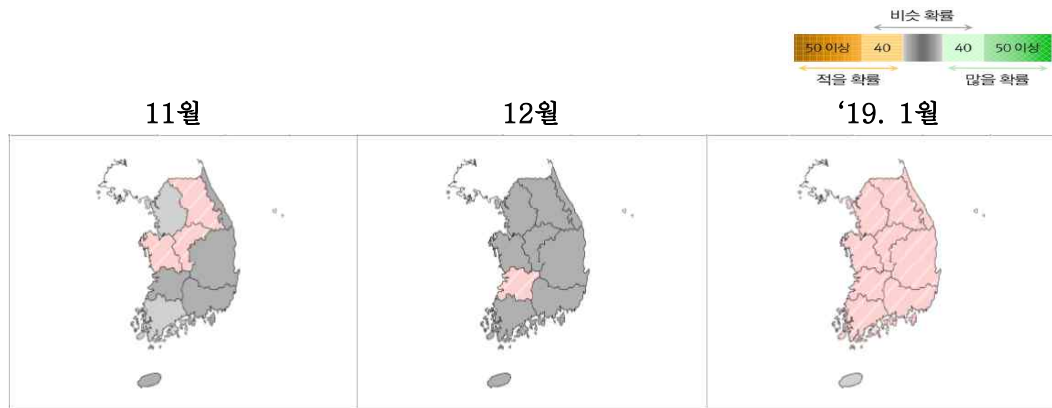 비슷 확률
50 이상 40 40 50 이상
적을 확률 많을 확률
11월 12월 ‘19. 1월